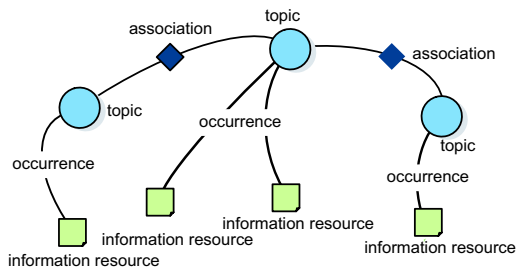 topic
association
association
topic
occurrence
topic
occurrence
occurrence
information resource
information resource
information resource
information resource